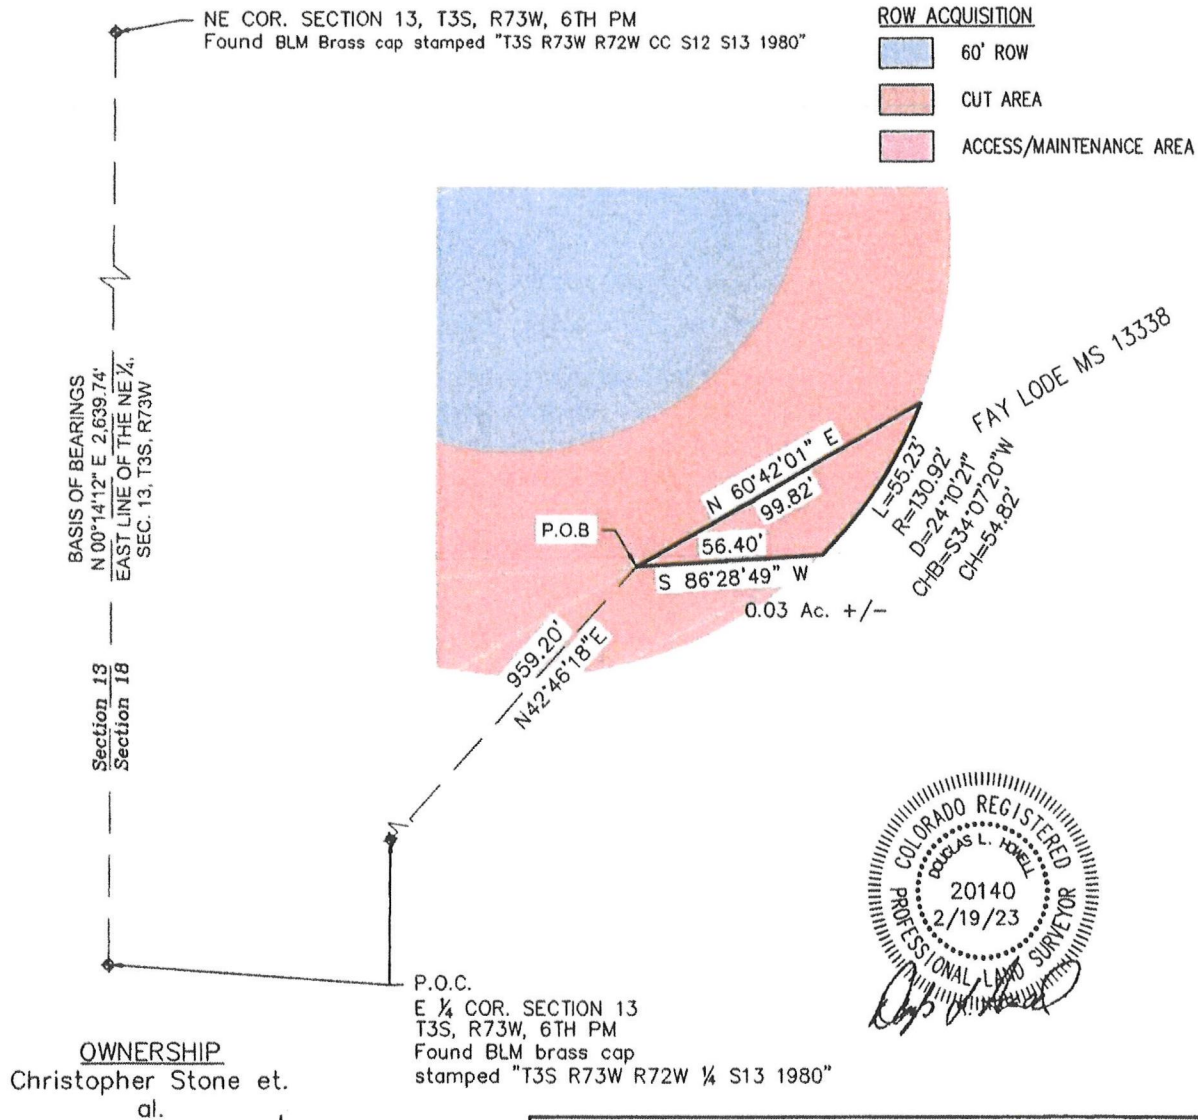 NE COR. SECTION 13, T3S, R73W, 6TH PM
Found BLM Brass cap stamped "T3S R73W R72W CC S12 S13 1980"
ROW ACQUISITION
60' ROW
CUT AREA
ACCESS/MAINTENANCE AREA
BASIS OF BEARINGS
N 00°14'12" E 2,639.74'
EAST LINE OF THE NE¼,
SEC. 13, T3S, R73W
Section 13
Section 18
FAY LODE MS 13338
N 60°42'01" E
99.82'
L=55.23'
R=130.92'
D=24°10'21"
CHB=S34°07'20"W
CH=54.82'
P.O.B
56.40'
S 86°28'49" W
0.03 Ac. +/-
959.20'
N42°46'18"E
COLORADO REGISTERED
DOUGLAS L. HOWELL
20140
2/19/23
PROFESSIONAL LAND SURVEYOR
P.O.C.
E ¼ COR. SECTION 13
T3S, R73W, 6TH PM
Found BLM brass cap
stamped "T3S R73W R72W ¼ S13 1980"
OWNERSHIP
Christopher Stone et.
al.